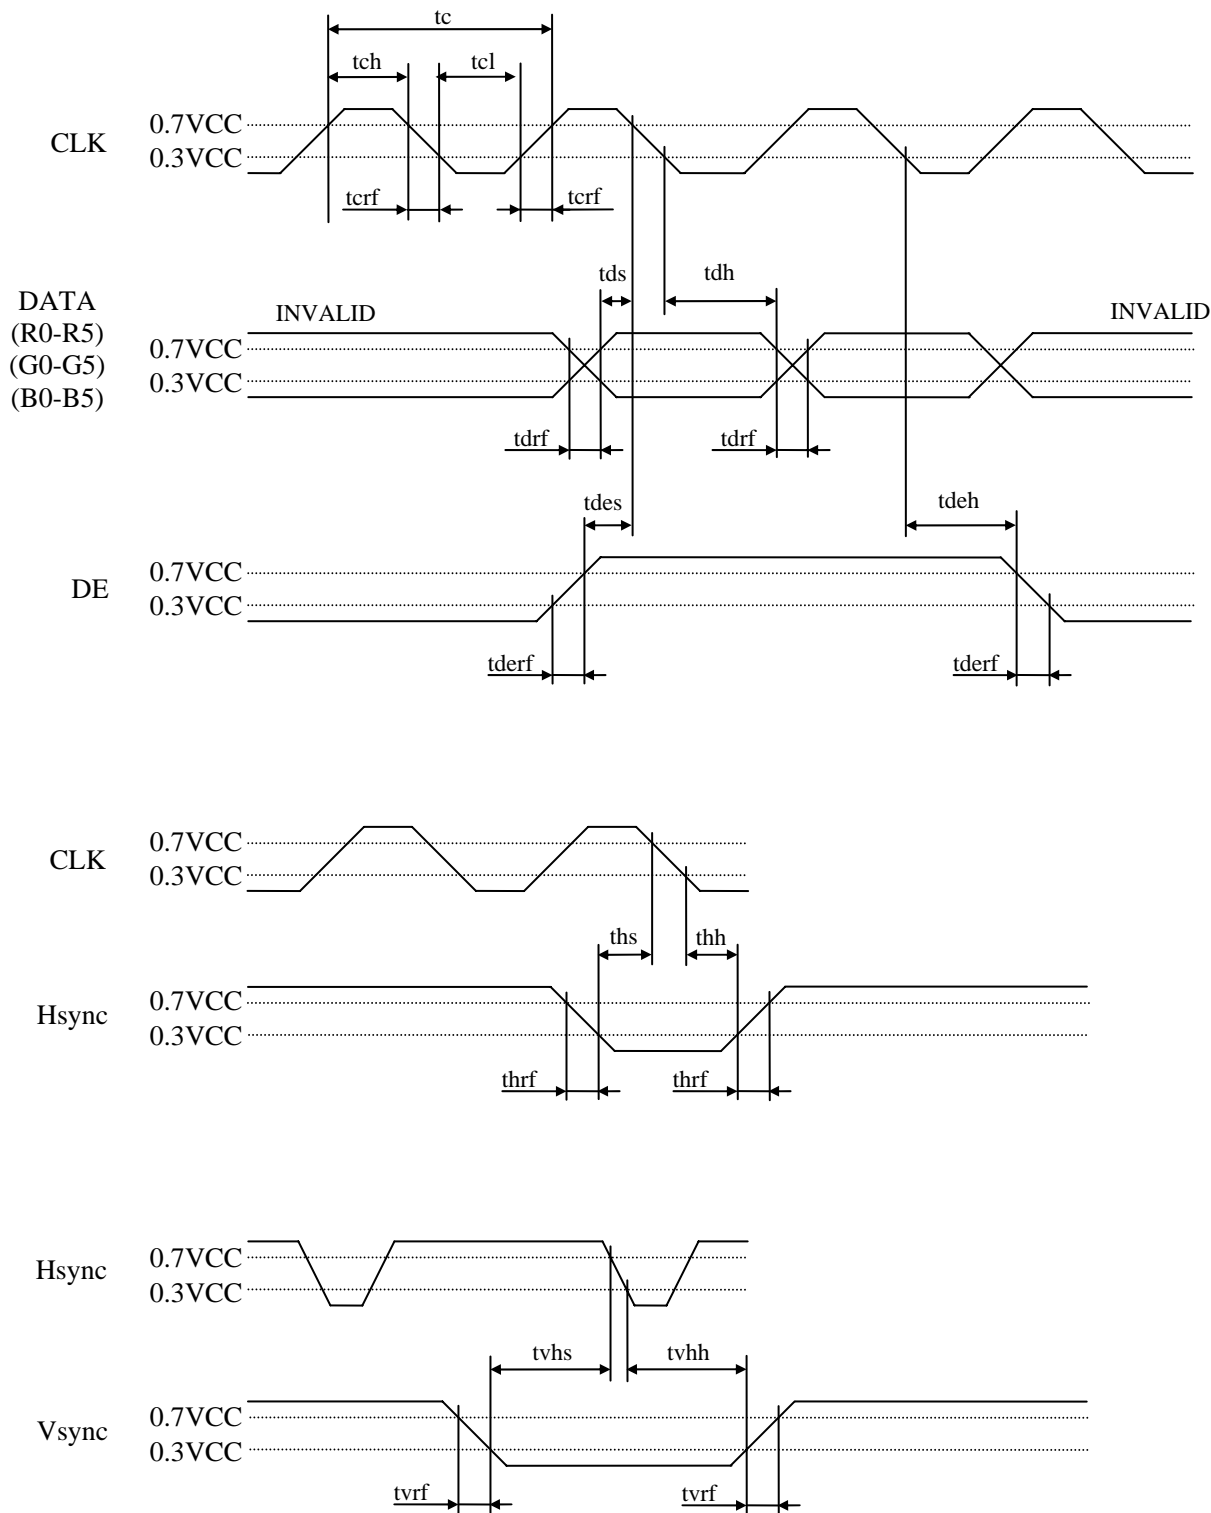 tc
tch
tcl
CLK
0.7VCC
0.3VCC
tcrf
tcrf
tds
tdh
DATA
(R0-R5)
(G0-G5)
(B0-B5)
INVALID
INVALID
0.7VCC
0.3VCC
tdrf
tdrf
tdes
tdeh
DE
0.7VCC
0.3VCC
tderf
tderf
CLK
0.7VCC
0.3VCC
ths
thh
Hsync
0.7VCC
0.3VCC
thrf
thrf
Hsync
0.7VCC
0.3VCC
tvhs
tvhh
Vsync
0.7VCC
0.3VCC
tvrf
tvrf